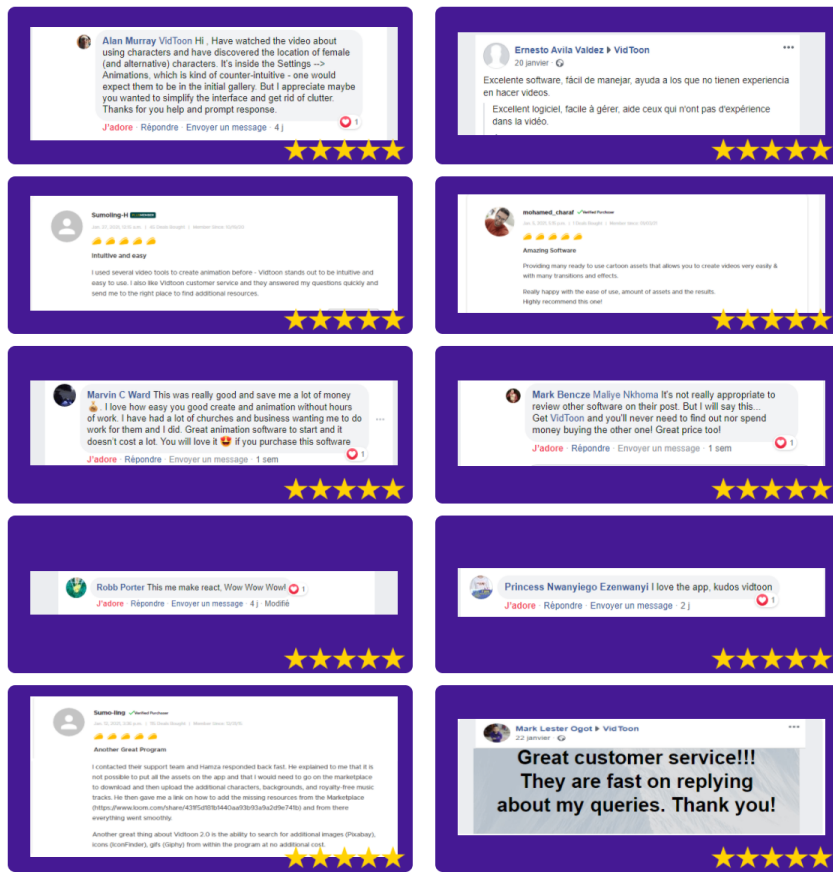 Alan Murray VidToon Hi , Have watched the video about
using characters and have discovered the location of female
(and alternative) characters. It's inside the Settings -->
Animations, which is kind of counter-intuitive - one would
expect them to be in the initial gallery. But I appreciate maybe
you wanted to simplify the interface and get rid of clutter.
Thanks for you help and prompt response.
1
J'adore · Répondre · Envoyer un message · 4 j
Ernesto Avila Valdez ▸ VidToon
20 janvier ·
Excelente software, fácil de manejar, ayuda a los que no tienen experiencia
en hacer videos.
Excellent logiciel, facile à gérer, aide ceux qui n'ont pas d'expérience
dans la vidéo.
Sumoling-H
Intuitive and easy
I used several video tools to create animation before - Vidtoon stands out to be intuitive and
easy to use. I also like Vidtoon customer service and they answered my questions quickly and
send me to the right place to find additional resources.
mohamed_charaf Verified Purchaser
Amazing Software
Providing many ready to use cartoon assets that allows you to create videos very easily &
with many transitions and effects.
Really happy with the ease of use, amount of assets and the results.
Highly recommend this one!
Marvin C Ward This was really good and save me a lot of money
. I love how easy you good create and animation without hours
of work. I have had a lot of churches and business wanting me to do
work for them and I did. Great animation software to start and it
doesn't cost a lot. You will love it 🤩 if you purchase this software
1
J'adore · Répondre · Envoyer un message · 1 sem
Mark Bencze Maliye Nkhoma It's not really appropriate to
review other software on their post. But I will say this...
Get VidToon and you'll never need to find out nor spend
money buying the other one! Great price too!
1
J'adore · Répondre · Envoyer un message · 1 sem
Robb Porter This me make react, Wow Wow Wow!
1
J'adore · Répondre · Envoyer un message · 4 j · Modifié
Princess Nwanyiego Ezenwanyi I love the app, kudos vidtoon
1
J'adore · Répondre · Envoyer un message · 2 j
Sumo-ling Verified Purchaser
Another Great Program
I contacted their support team and Hamza responded back fast. He explained to me that it is
not possible to put all the assets on the app and that I would need to go on the marketplace
to download and then upload the additional characters, backgrounds, and royalty-free music
tracks. He then gave me a link on how to add the missing resources from the Marketplace
and from there
everything went smoothly.
Another great thing about Vidtoon 2.0 is the ability to search for additional images (Pixabay),
icons (IconFinder), gifs (Giphy) from within the program at no additional cost.
Mark Lester Ogot ▸ VidToon
22 janvier ·
Great customer service!!!
They are fast on replying
about my queries. Thank you!